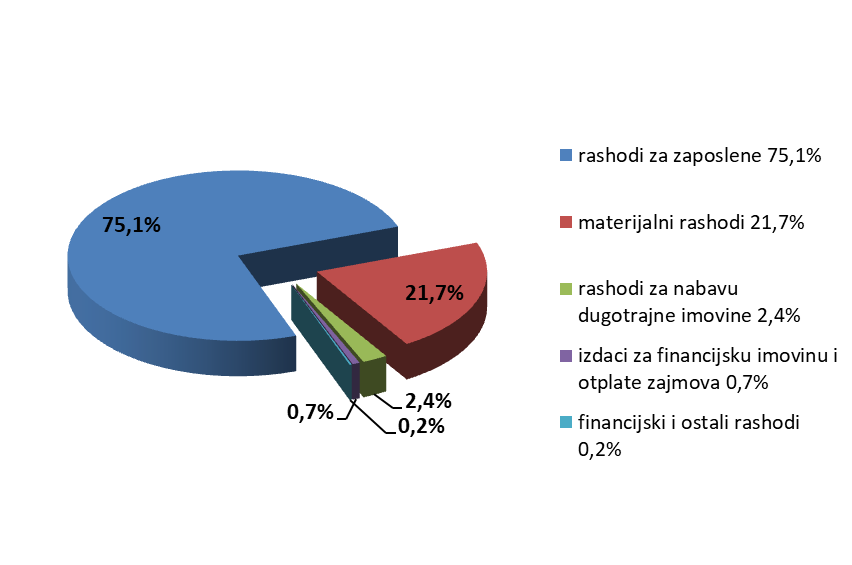 75,1%
21,7%
2,4%
0,7%
0,2%
rashodi za zaposlene 75,1%
materijalni rashodi 21,7%
rashodi za nabavu
dugotrajne imovine 2,4%
izdaci za financijsku imovinu i
otplate zajmova 0,7%
financijski i ostali rashodi
0,2%